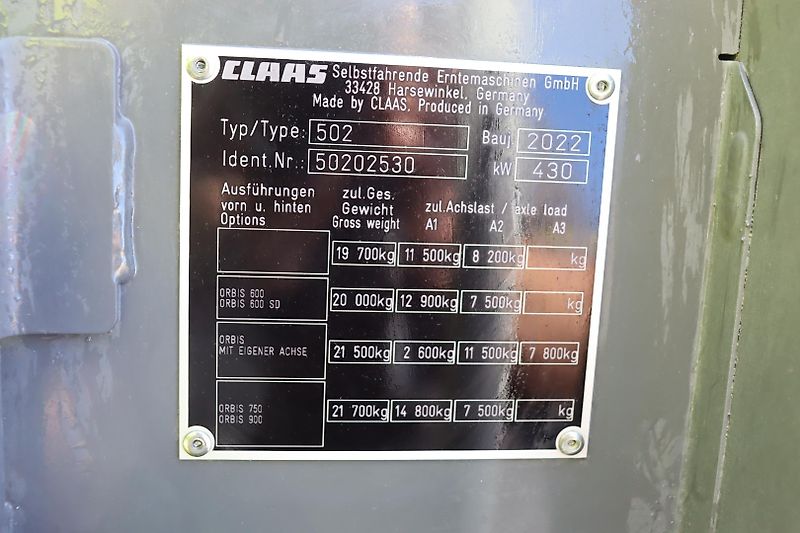 CLAAS Selbstfahrende Erntemaschinen GmbH
33428 Harsewinkel, Germany
Made by CLAAS, Produced in Germany
Typ/Type: 502 Bauj. 2022
Ident.Nr.: 50202530 kW 430
Ausführungen
vorn u. hinten
Options
zul.Ges.
Gewicht
Gross weight
zul.Achslast / axle load
A1 A2 A3
19 700kg 11 500kg 8 200kg kg
ORBIS 600
ORBIS 600 SD
20 000kg 12 900kg 7 500kg kg
ORBIS
MIT EIGENER ACHSE
21 500kg 2 600kg 11 500kg 7 800kg
ORBIS 750
ORBIS 900
21 700kg 14 800kg 7 500kg kg